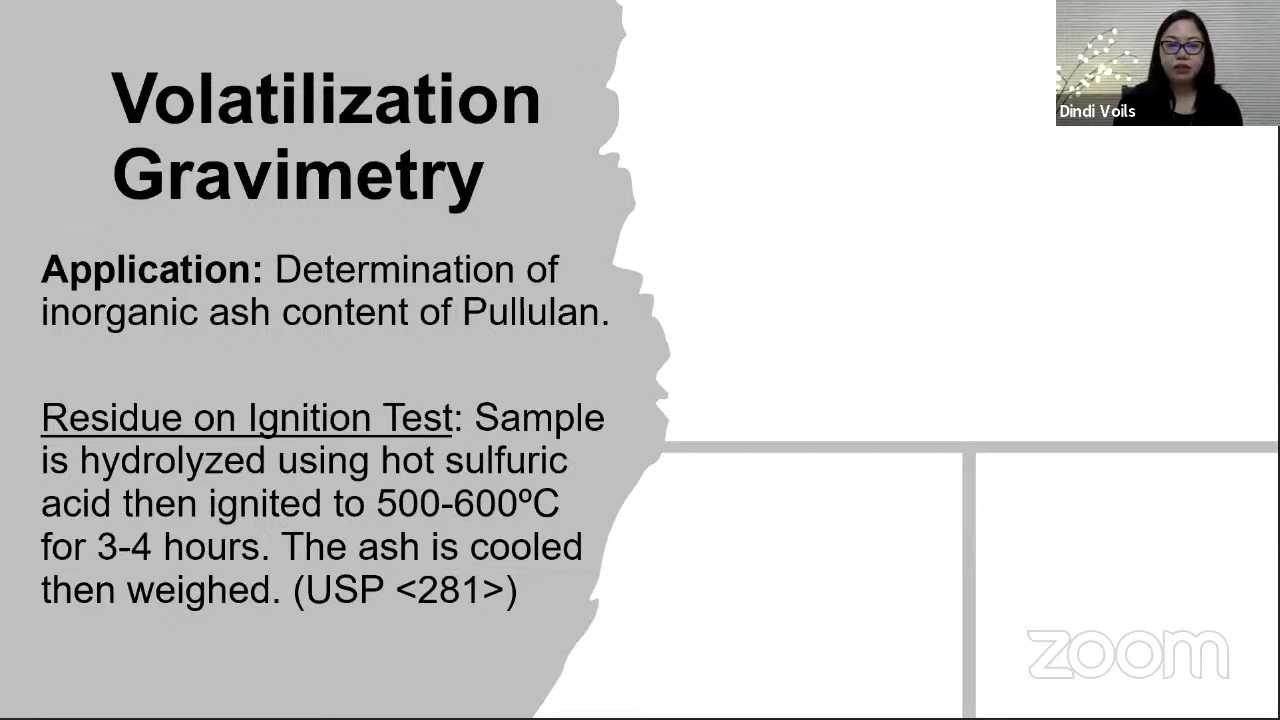 Volatilization
Gravimetry
Application: Determination of
inorganic ash content of Pullulan.
Residue on Ignition Test: Sample
is hydrolyzed using hot sulfuric
acid then ignited to 500-600ºC
for 3-4 hours. The ash is cooled
then weighed. (USP <281>)
Dindi Voils
zoom